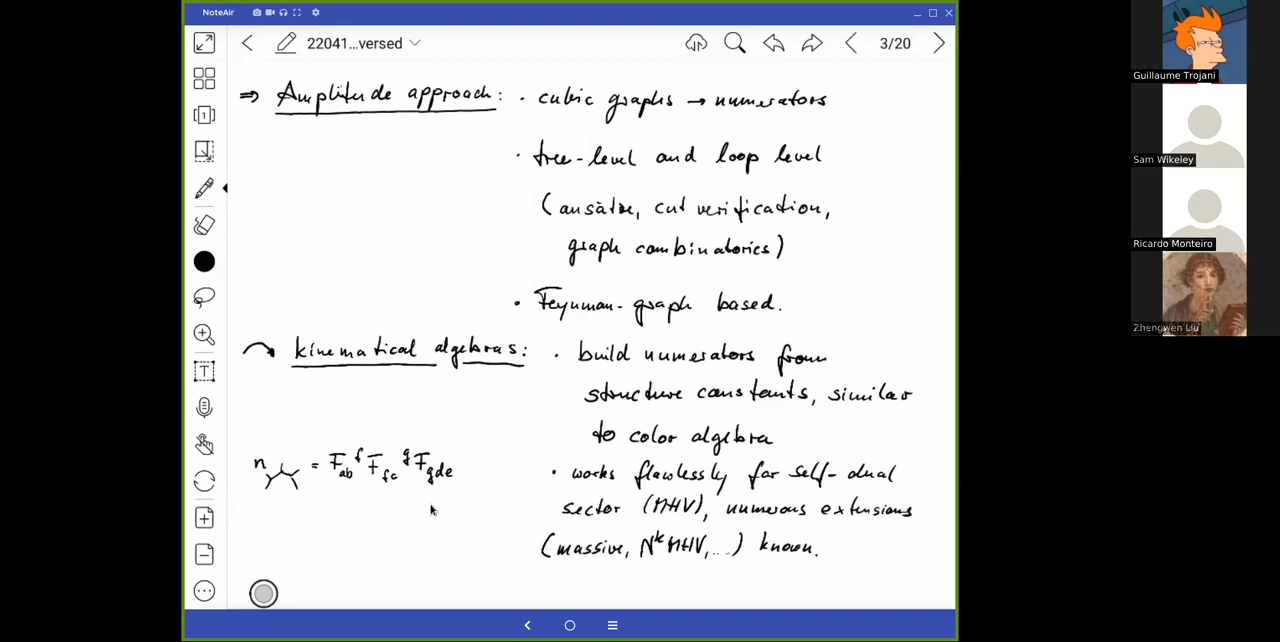 NoteAir
22041...versed
3/20
⇒ Amplitude approach: · cubic graphs → numerators
· tree-level and loop level
(ansätze, cut verification,
graph combinatorics)
· Feynman-graph based.
kinematical algebras: · build numerators from
structure constants, similar
to color algebra
n = F_ab^f F_fc^g F_gde
· works flawlessly for self-dual
sector (MHV), numerous extensions
(massive, N^kMHV,...) known.
Guillaume Trojani
Sam Wikeley
Ricardo Monteiro
Zhengwen Liu